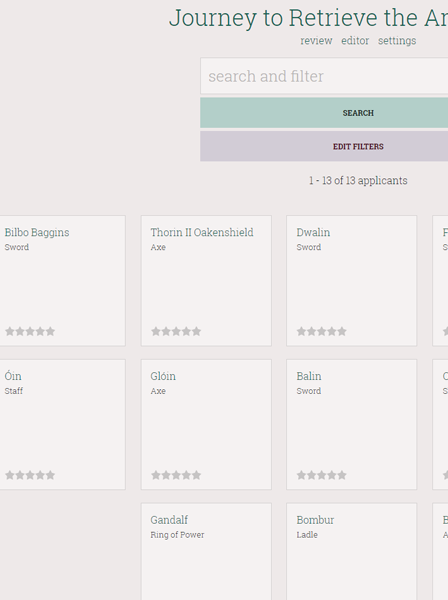 Journey to Retrieve the Ar
review editor settings
search and filter
SEARCH
EDIT FILTERS
1 - 13 of 13 applicants
Bilbo Baggins
Sword
Thorin II Oakenshield
Axe
Dwalin
Sword
F
S
Óin
Staff
Glóin
Axe
Balin
Sword
S
Gandalf
Ring of Power
Bombur
Ladle
B
A